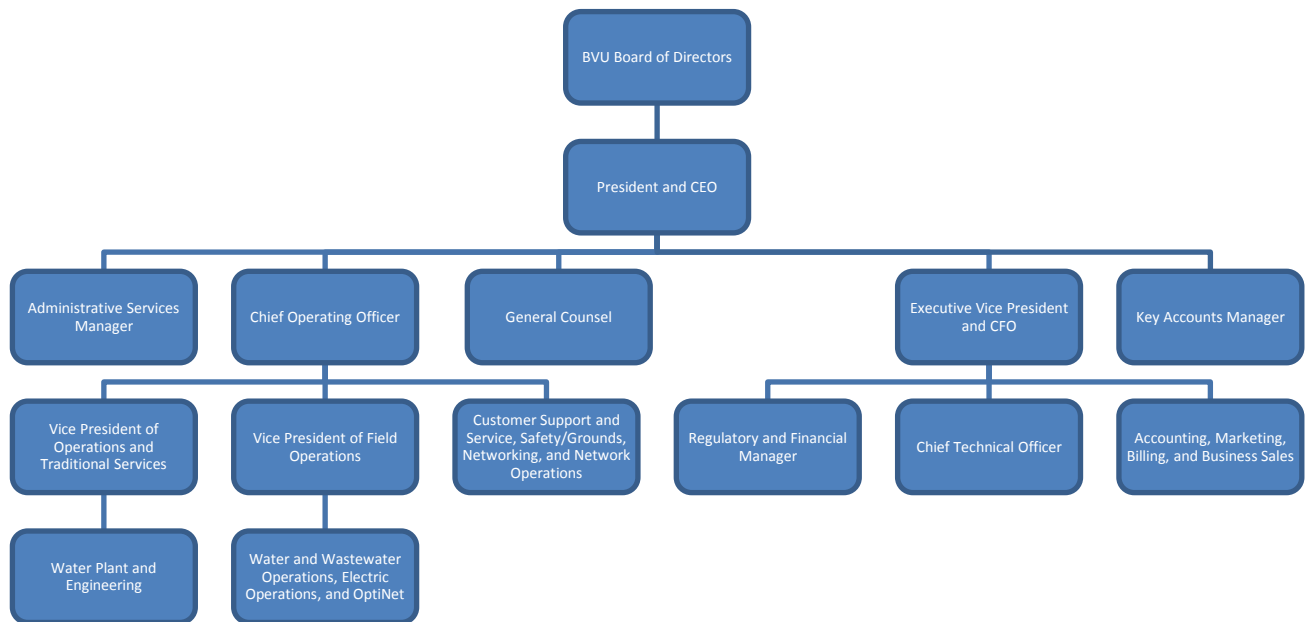 BVU Board of Directors
President and CEO
Administrative Services
Manager
Chief Operating Officer
General Counsel
Executive Vice President
and CFO
Key Accounts Manager
Vice President of
Operations and
Traditional Services
Vice President of Field
Operations
Customer Support and
Service, Safety/Grounds,
Networking, and Network
Operations
Regulatory and Financial
Manager
Chief Technical Officer
Accounting, Marketing,
Billing, and Business Sales
Water Plant and
Engineering
Water and Wastewater
Operations, Electric
Operations, and OptiNet